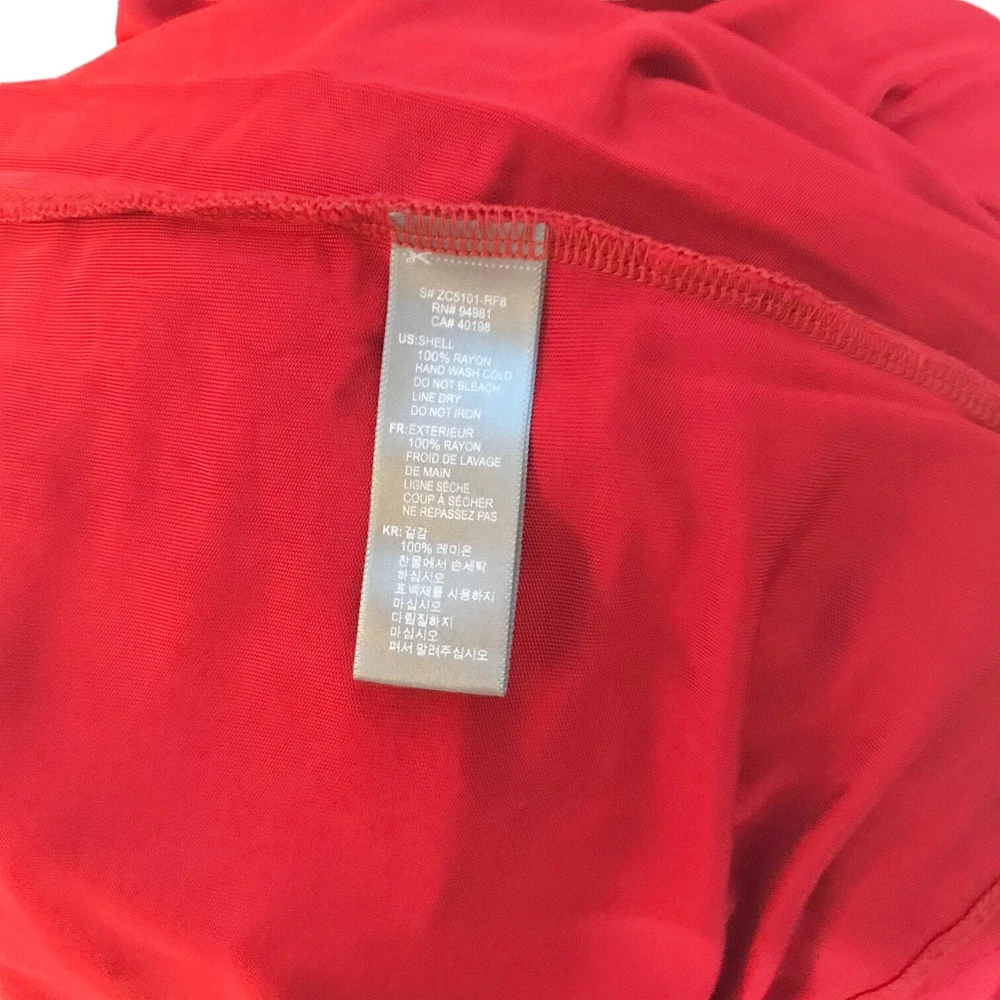 S# ZC5101-RF8
RN# 94981
CA# 40198
US:SHELL
100% RAYON
HAND WASH COLD
DO NOT BLEACH
LINE DRY
DO NOT IRON
FR:EXTERIEUR
100% RAYON
FROID DE LAVAGE
DE MAIN
LIGNE SÈCHE
COUP À SÉCHER
NE REPASSEZ PAS
KR:겉감
100% 레이온
찬물에서 손세탁
하십시오
표백제를 사용하지
마십시오
다림질하지
마십시오
펴서 말려주십시오